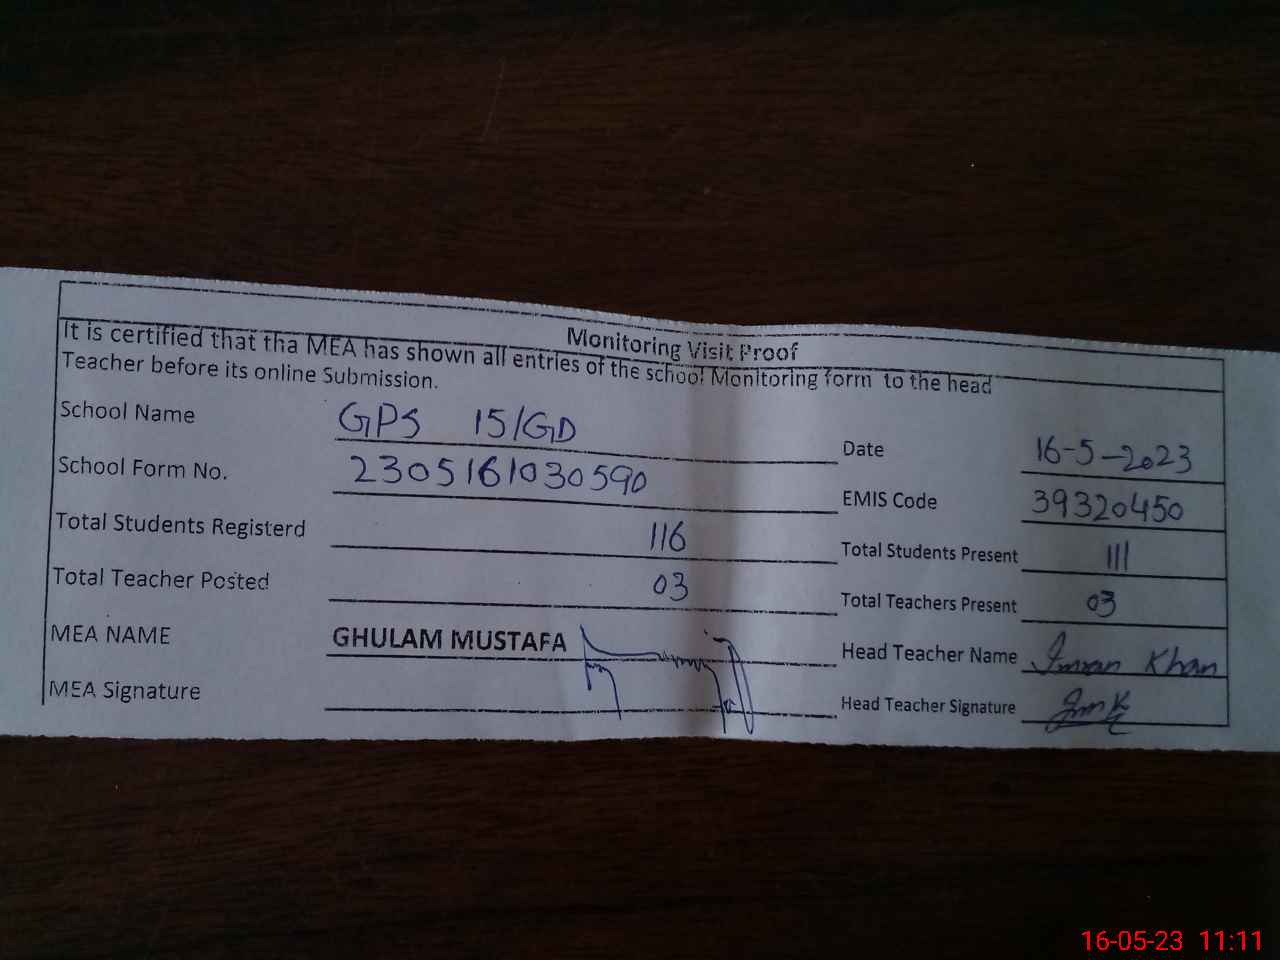 Monitoring Visit Proof
It is certified that tha MEA has shown all entries of the school Monitoring form to the head
Teacher before its online Submission.
School Name GPS 15/GD Date 16-5-2023
School Form No. 2305161030590 EMIS Code 39320450
Total Students Registerd 116 Total Students Present 111
Total Teacher Posted 03 Total Teachers Present 03
MEA NAME GHULAM MUSTAFA Head Teacher Name Imran Khan
MEA Signature Head Teacher Signature
16-05-23 11:11